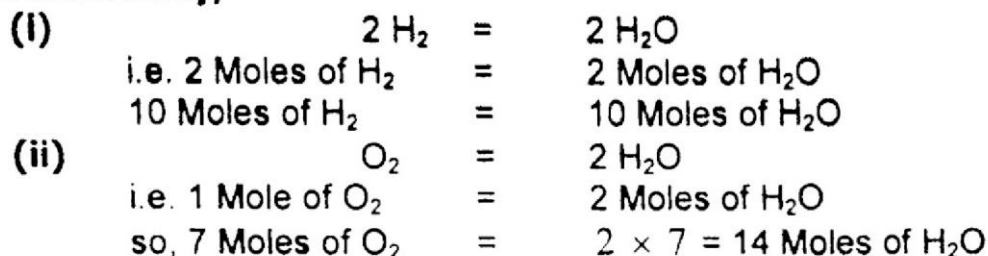 (i) 2 H₂ = 2 H₂O
i.e. 2 Moles of H₂ = 2 Moles of H₂O
10 Moles of H₂ = 10 Moles of H₂O
(ii) O₂ = 2 H₂O
i.e. 1 Mole of O₂ = 2 Moles of H₂O
so, 7 Moles of O₂ = 2 × 7 = 14 Moles of H₂O